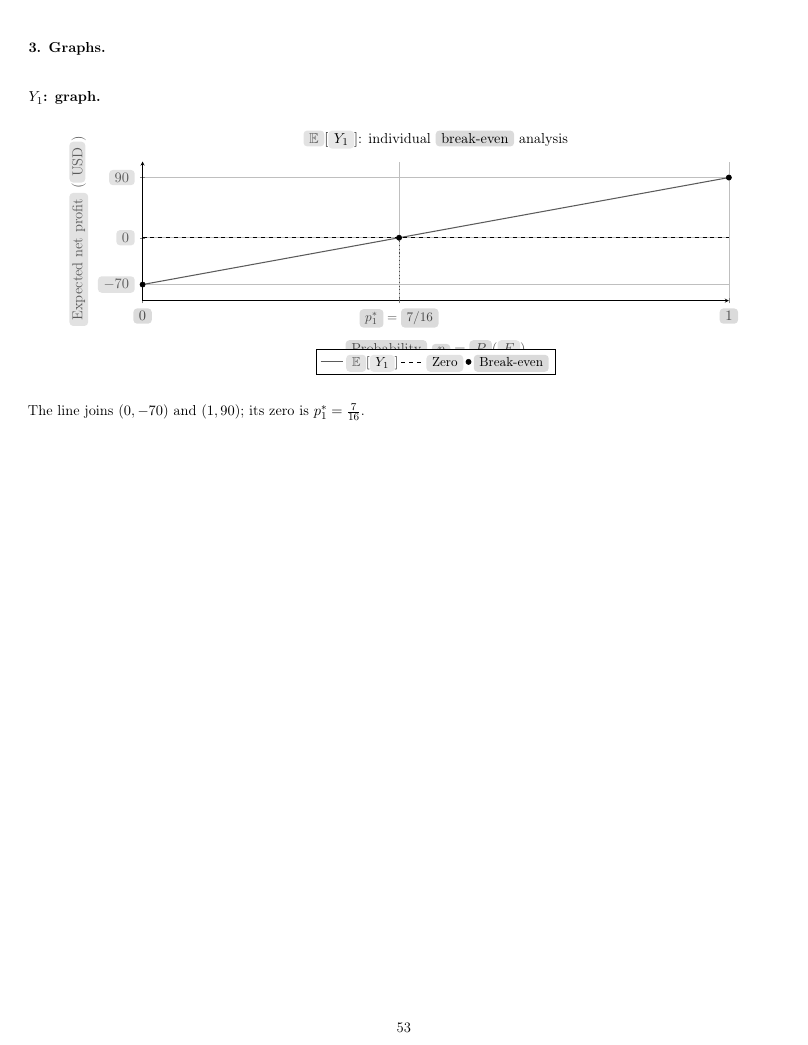 3. Graphs.
Y₁: graph.
𝔼[Y₁]: individual break-even analysis
Expected net profit (USD)
90
0
−70
0
p₁* = 7/16
1
Probability p = P(E)
𝔼[Y₁] Zero Break-even
The line joins (0, −70) and (1, 90); its zero is p₁* = 7/16.
53